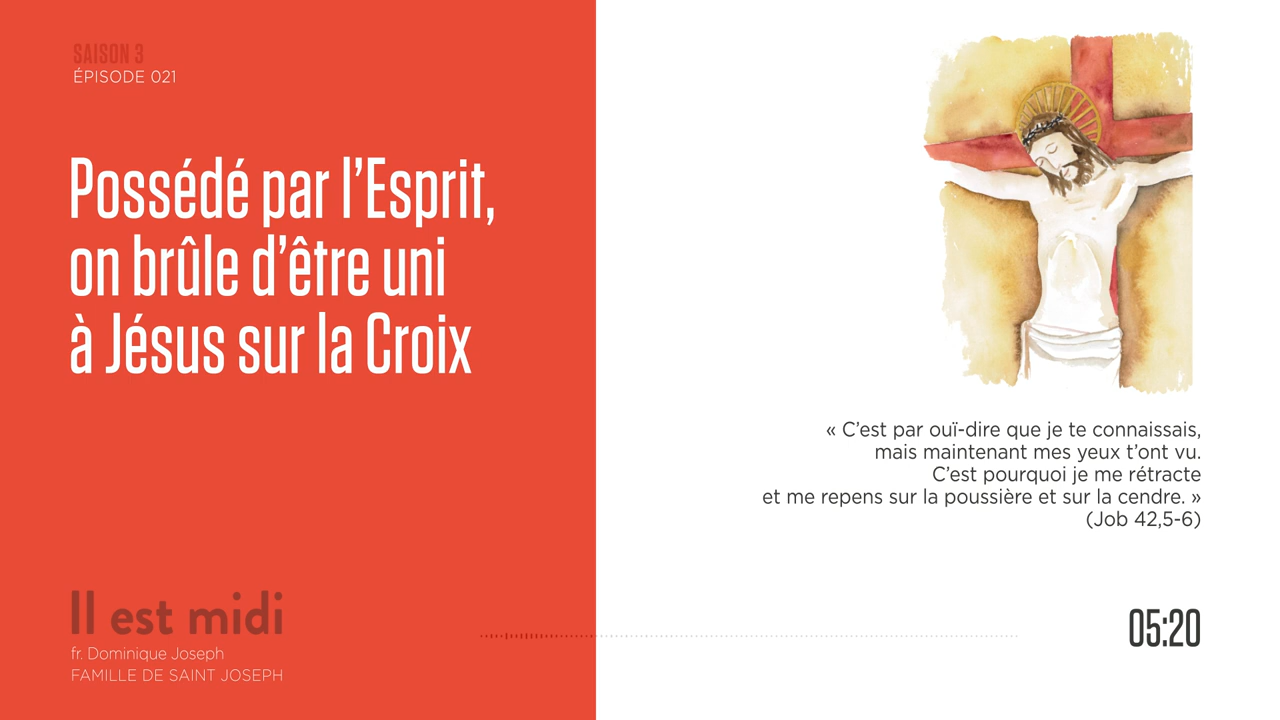 SAISON 3
ÉPISODE 021
Possédé par l’Esprit,
on brûle d’être uni
à Jésus sur la Croix
« C’est par ouï-dire que je te connaissais,
mais maintenant mes yeux t’ont vu.
C’est pourquoi je me rétracte
et me repens sur la poussière et sur la cendre. »
(Job 42,5-6)
Il est midi
fr. Dominique Joseph
FAMILLE DE SAINT JOSEPH
05:20